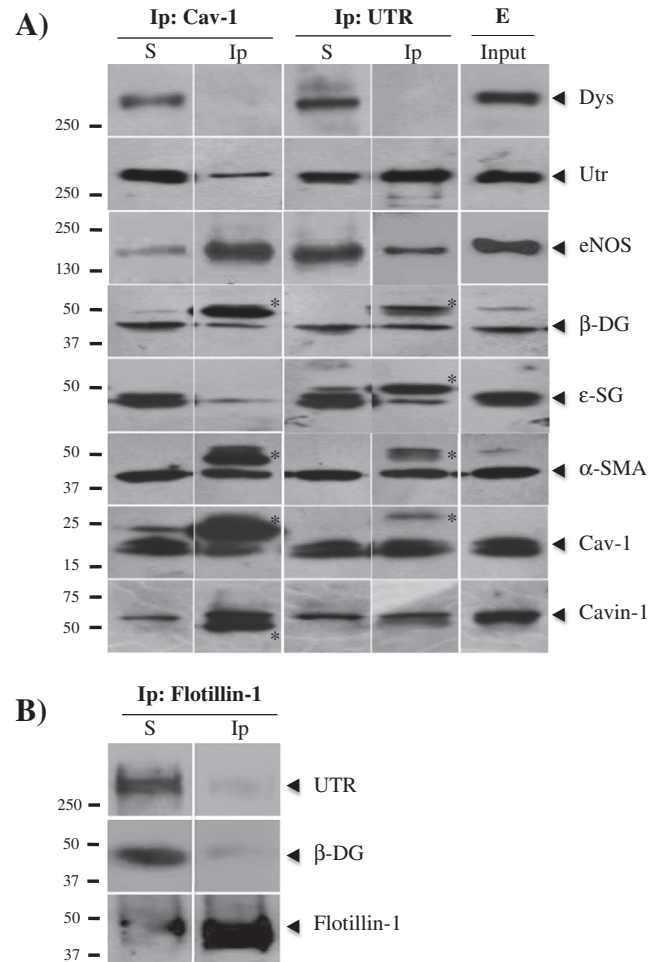 A)
Ip: Cav-1 Ip: UTR E
S Ip S Ip Input
Dys
250
Utr
250
250
eNOS
130
50 *  *
β-DG
37
50 *
ε-SG
50 * *
α-SMA
37
25 * *
Cav-1
15
75
Cavin-1
50 *
B)
Ip: Flotillin-1
S Ip
UTR
250
50
β-DG
37
50
Flotillin-1
37